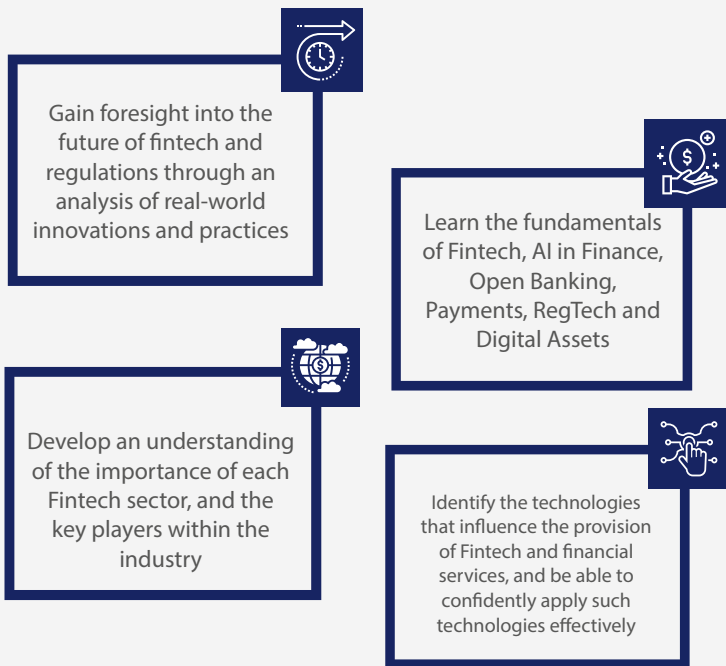 Gain foresight into the
future of fintech and
regulations through an
analysis of real-world
innovations and practices
Learn the fundamentals
of Fintech, AI in Finance,
Open Banking,
Payments, RegTech and
Digital Assets
Develop an understanding
of the importance of each
Fintech sector, and the
key players within the
industry
Identify the technologies
that influence the provision
of Fintech and financial
services, and be able to
confidently apply such
technologies effectively